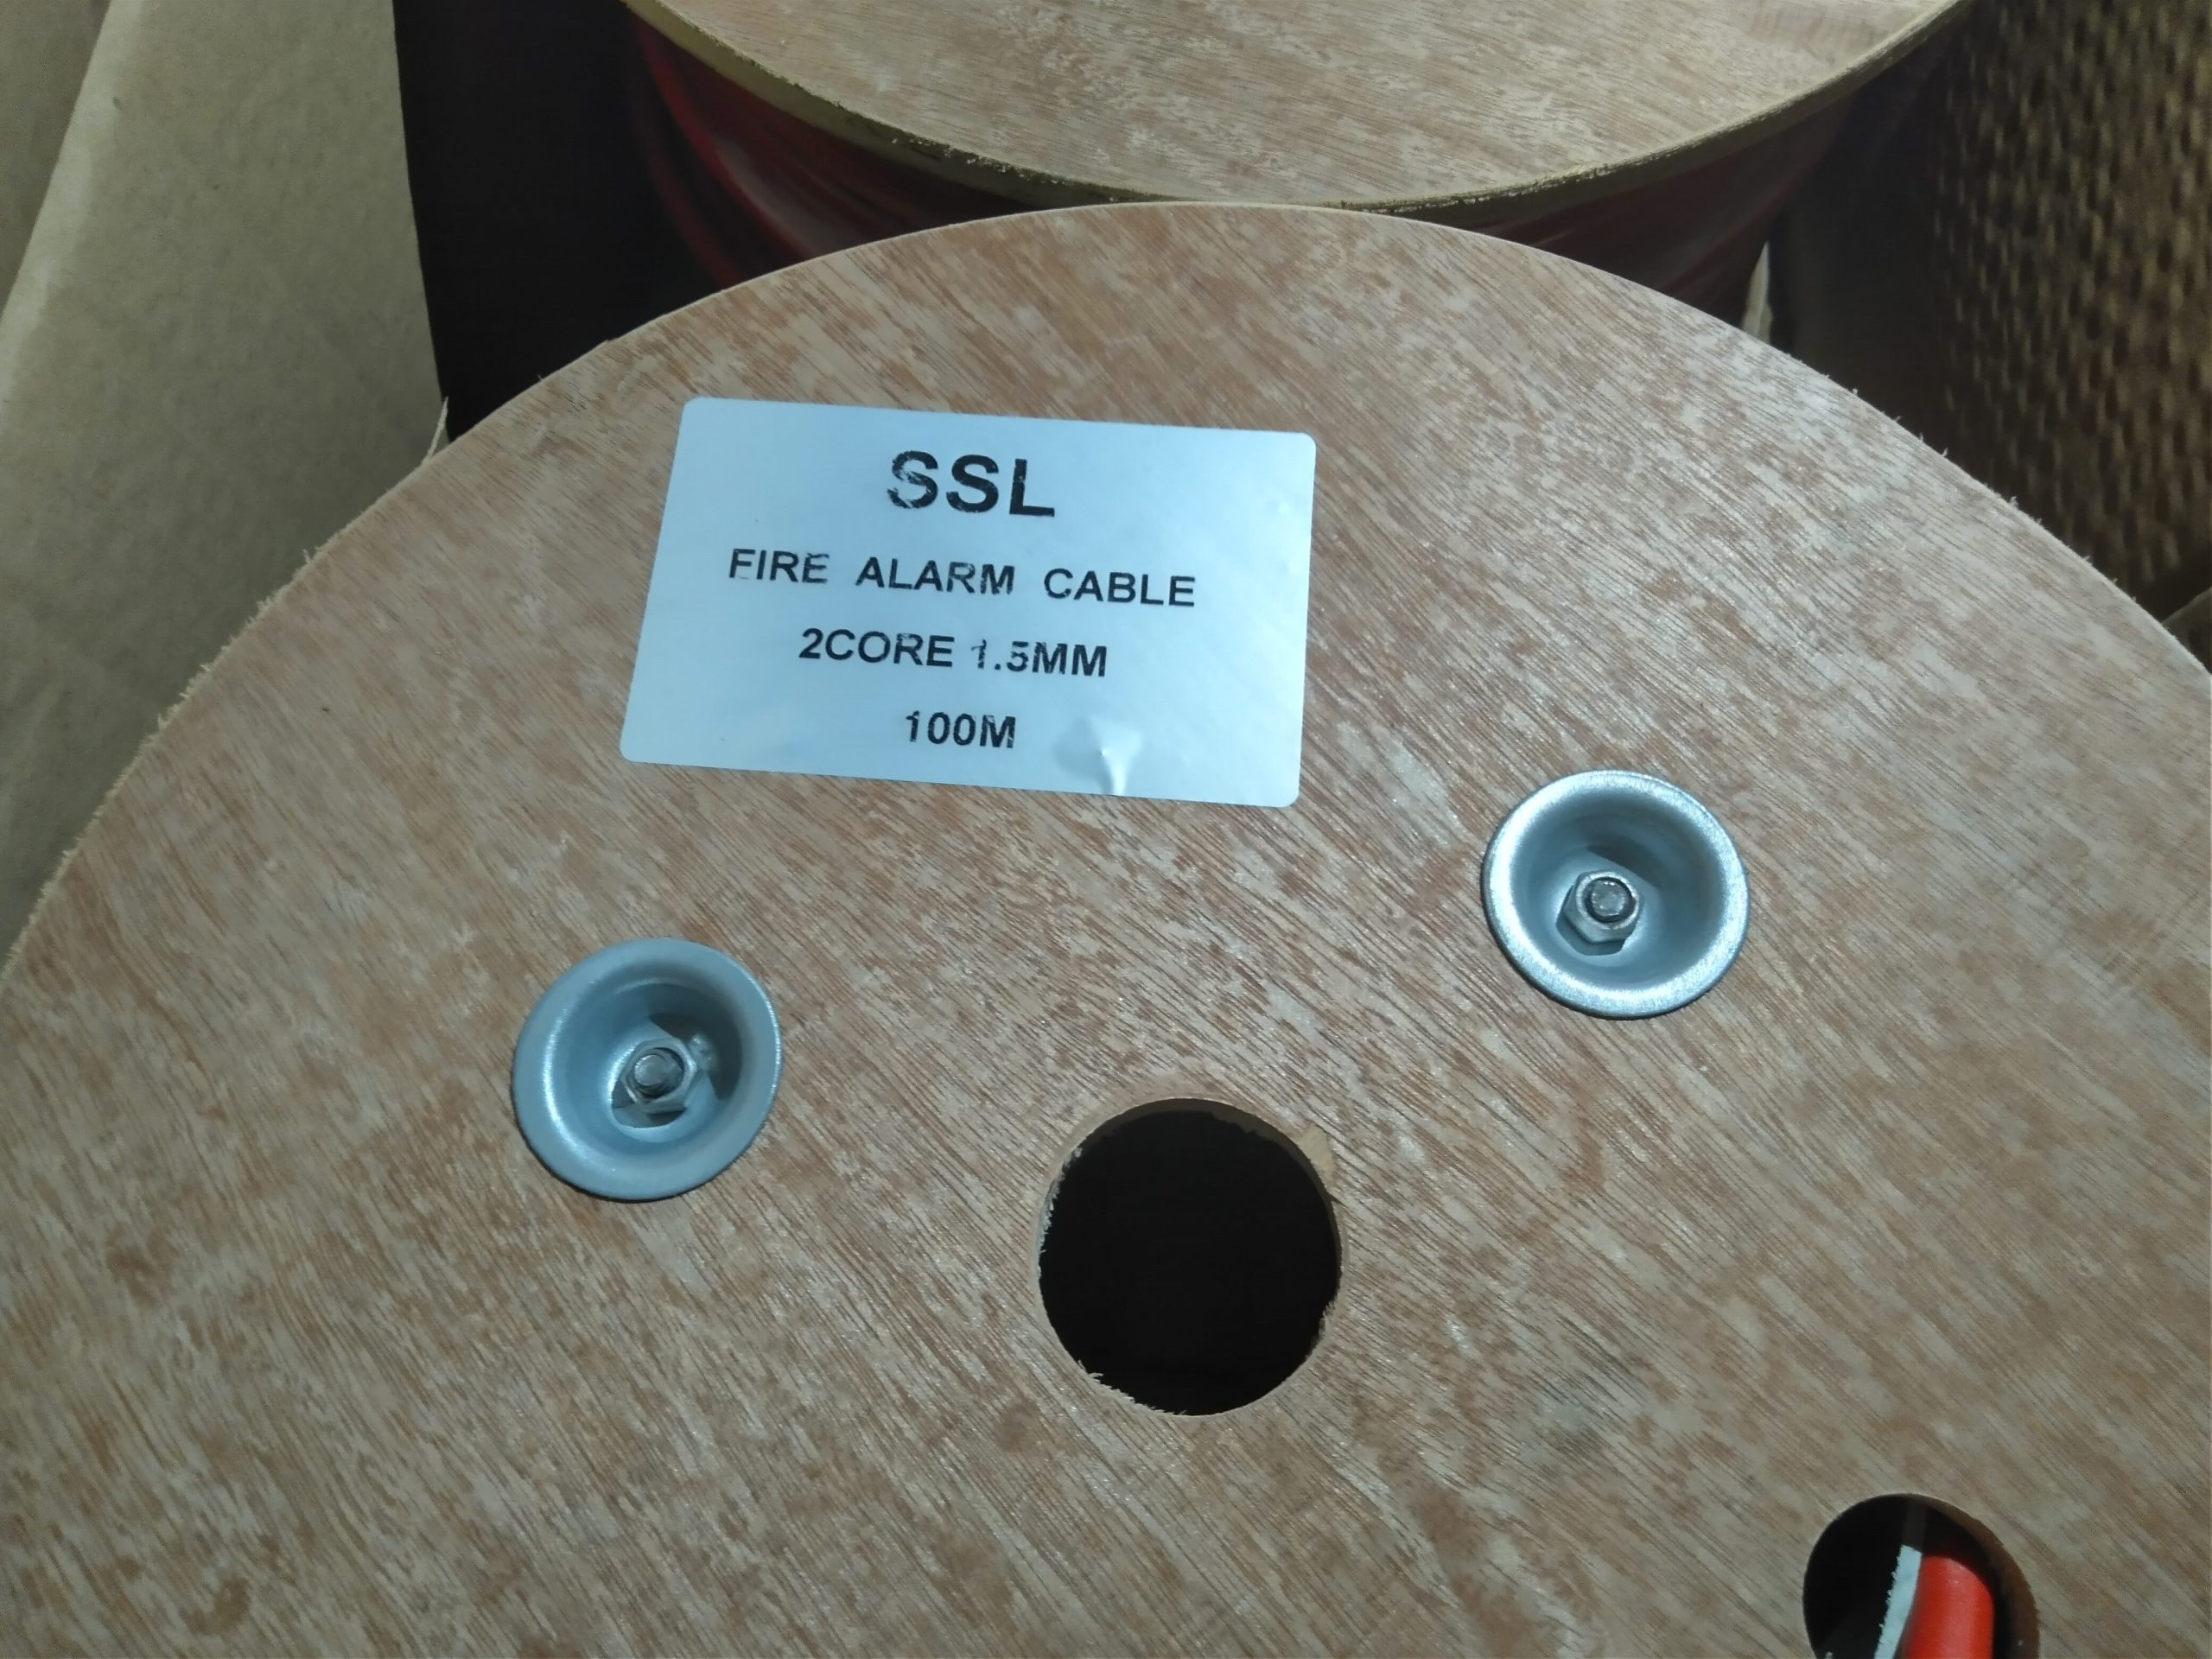 SSL
FIRE ALARM CABLE
2CORE 1.5MM
100M